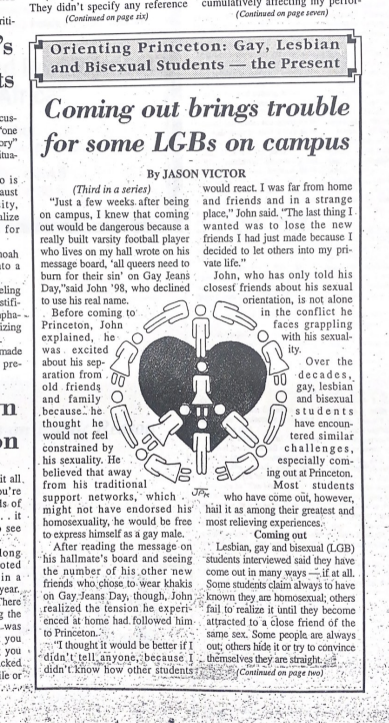 They didn't specify any reference
(Continued on page six)
(Continued on page seven)
Orienting Princeton: Gay, Lesbian
and Bisexual Students — the Present
Coming out brings trouble
for some LGBs on campus
By JASON VICTOR
(Third in a series)
"Just a few weeks after being
on campus, I knew that coming
out would be dangerous because a
really built varsity football player
who lives on my hall wrote on his
message board, 'all queers need to
burn for their sin' on Gay Jeans
Day,"said John '98, who declined
to use his real name.
Before coming to
Princeton, John
explained, he
was excited
about his sep-
aration from
old friends
and family
because he
thought he
would not feel
constrained by
his sexuality. He
believed that away
from his traditional
support networks, which
might not have endorsed his
homosexuality, he would be free
to express himself as a gay male.
After reading the message on
his hallmate's board and seeing
the number of his other new
friends who chose to wear khakis
on Gay Jeans Day, though, John
realized the tension he experi-
enced at home had followed him
to Princeton.
"I thought it would be better if I
didn't tell anyone, because I
didn't know how other students
would react. I was far from home
and friends and in a strange
place," John said. "The last thing I
wanted was to lose the new
friends I had just made because I
decided to let others into my pri-
vate life."
John, who has only told his
closest friends about his sexual
orientation, is not alone
in the conflict he
faces grappling
with his sexual-
ity.
Over the
decades,
gay, lesbian
and bisexual
students
have encoun-
tered similar
challenges,
especially com-
ing out at Princeton.
Most students
who have come out, however,
hail it as among their greatest and
most relieving experiences.
Coming out
Lesbian, gay and bisexual (LGB)
students interviewed said they have
come out in many ways — if at all.
Some students claim always to have
known they are homosexual; others
fail to realize it until they become
attracted to a close friend of the
same sex. Some people are always
out; others hide it or try to convince
themselves they are straight.
(Continued on page two)